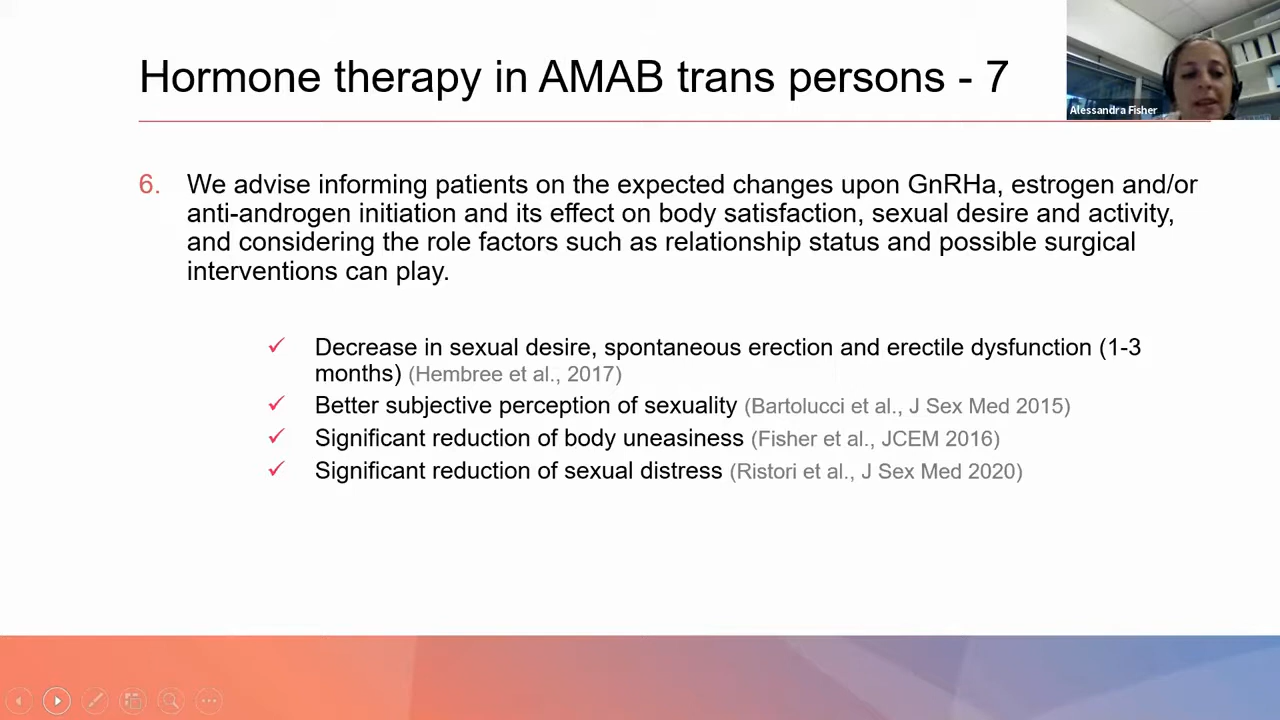 Hormone therapy in AMAB trans persons - 7
Alessandra Fisher
6. We advise informing patients on the expected changes upon GnRHa, estrogen and/or
anti-androgen initiation and its effect on body satisfaction, sexual desire and activity,
and considering the role factors such as relationship status and possible surgical
interventions can play.
✓ Decrease in sexual desire, spontaneous erection and erectile dysfunction (1-3
months) (Hembree et al., 2017)
✓ Better subjective perception of sexuality (Bartolucci et al., J Sex Med 2015)
✓ Significant reduction of body uneasiness (Fisher et al., JCEM 2016)
✓ Significant reduction of sexual distress (Ristori et al., J Sex Med 2020)